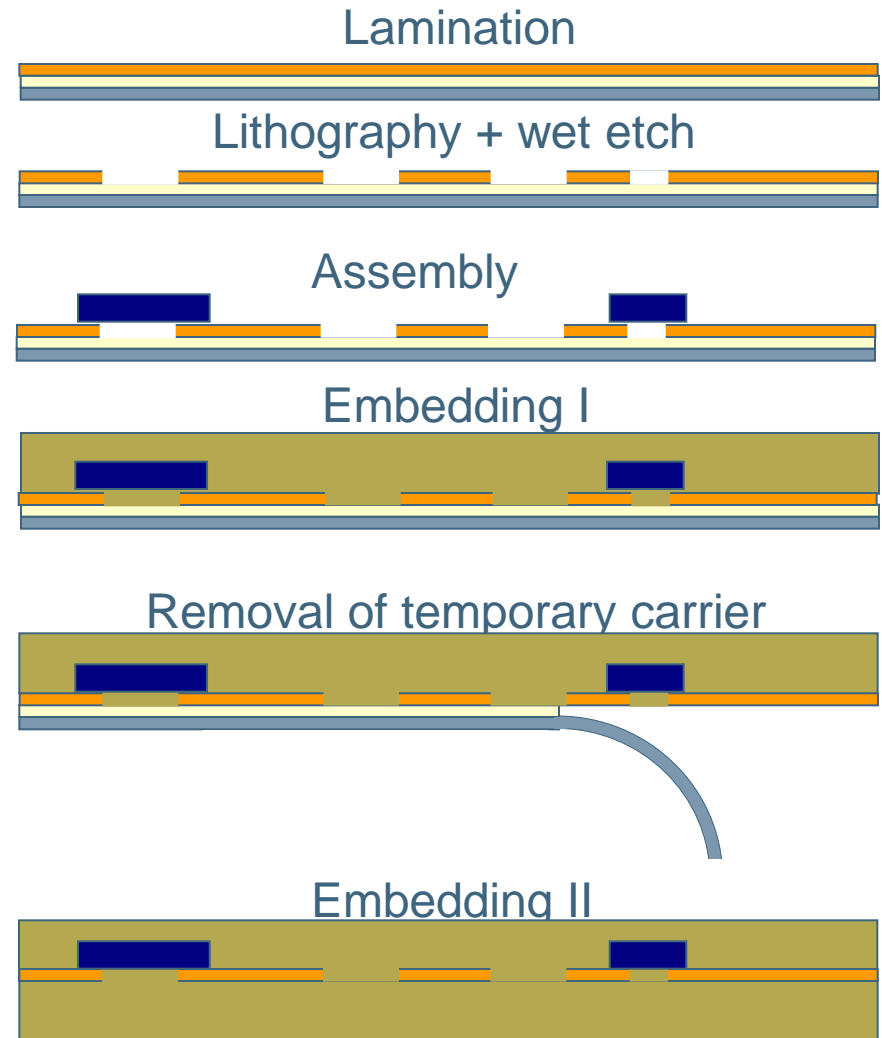 Lamination
Lithography + wet etch
Assembly
Embedding I
Removal of temporary carrier
Embedding II